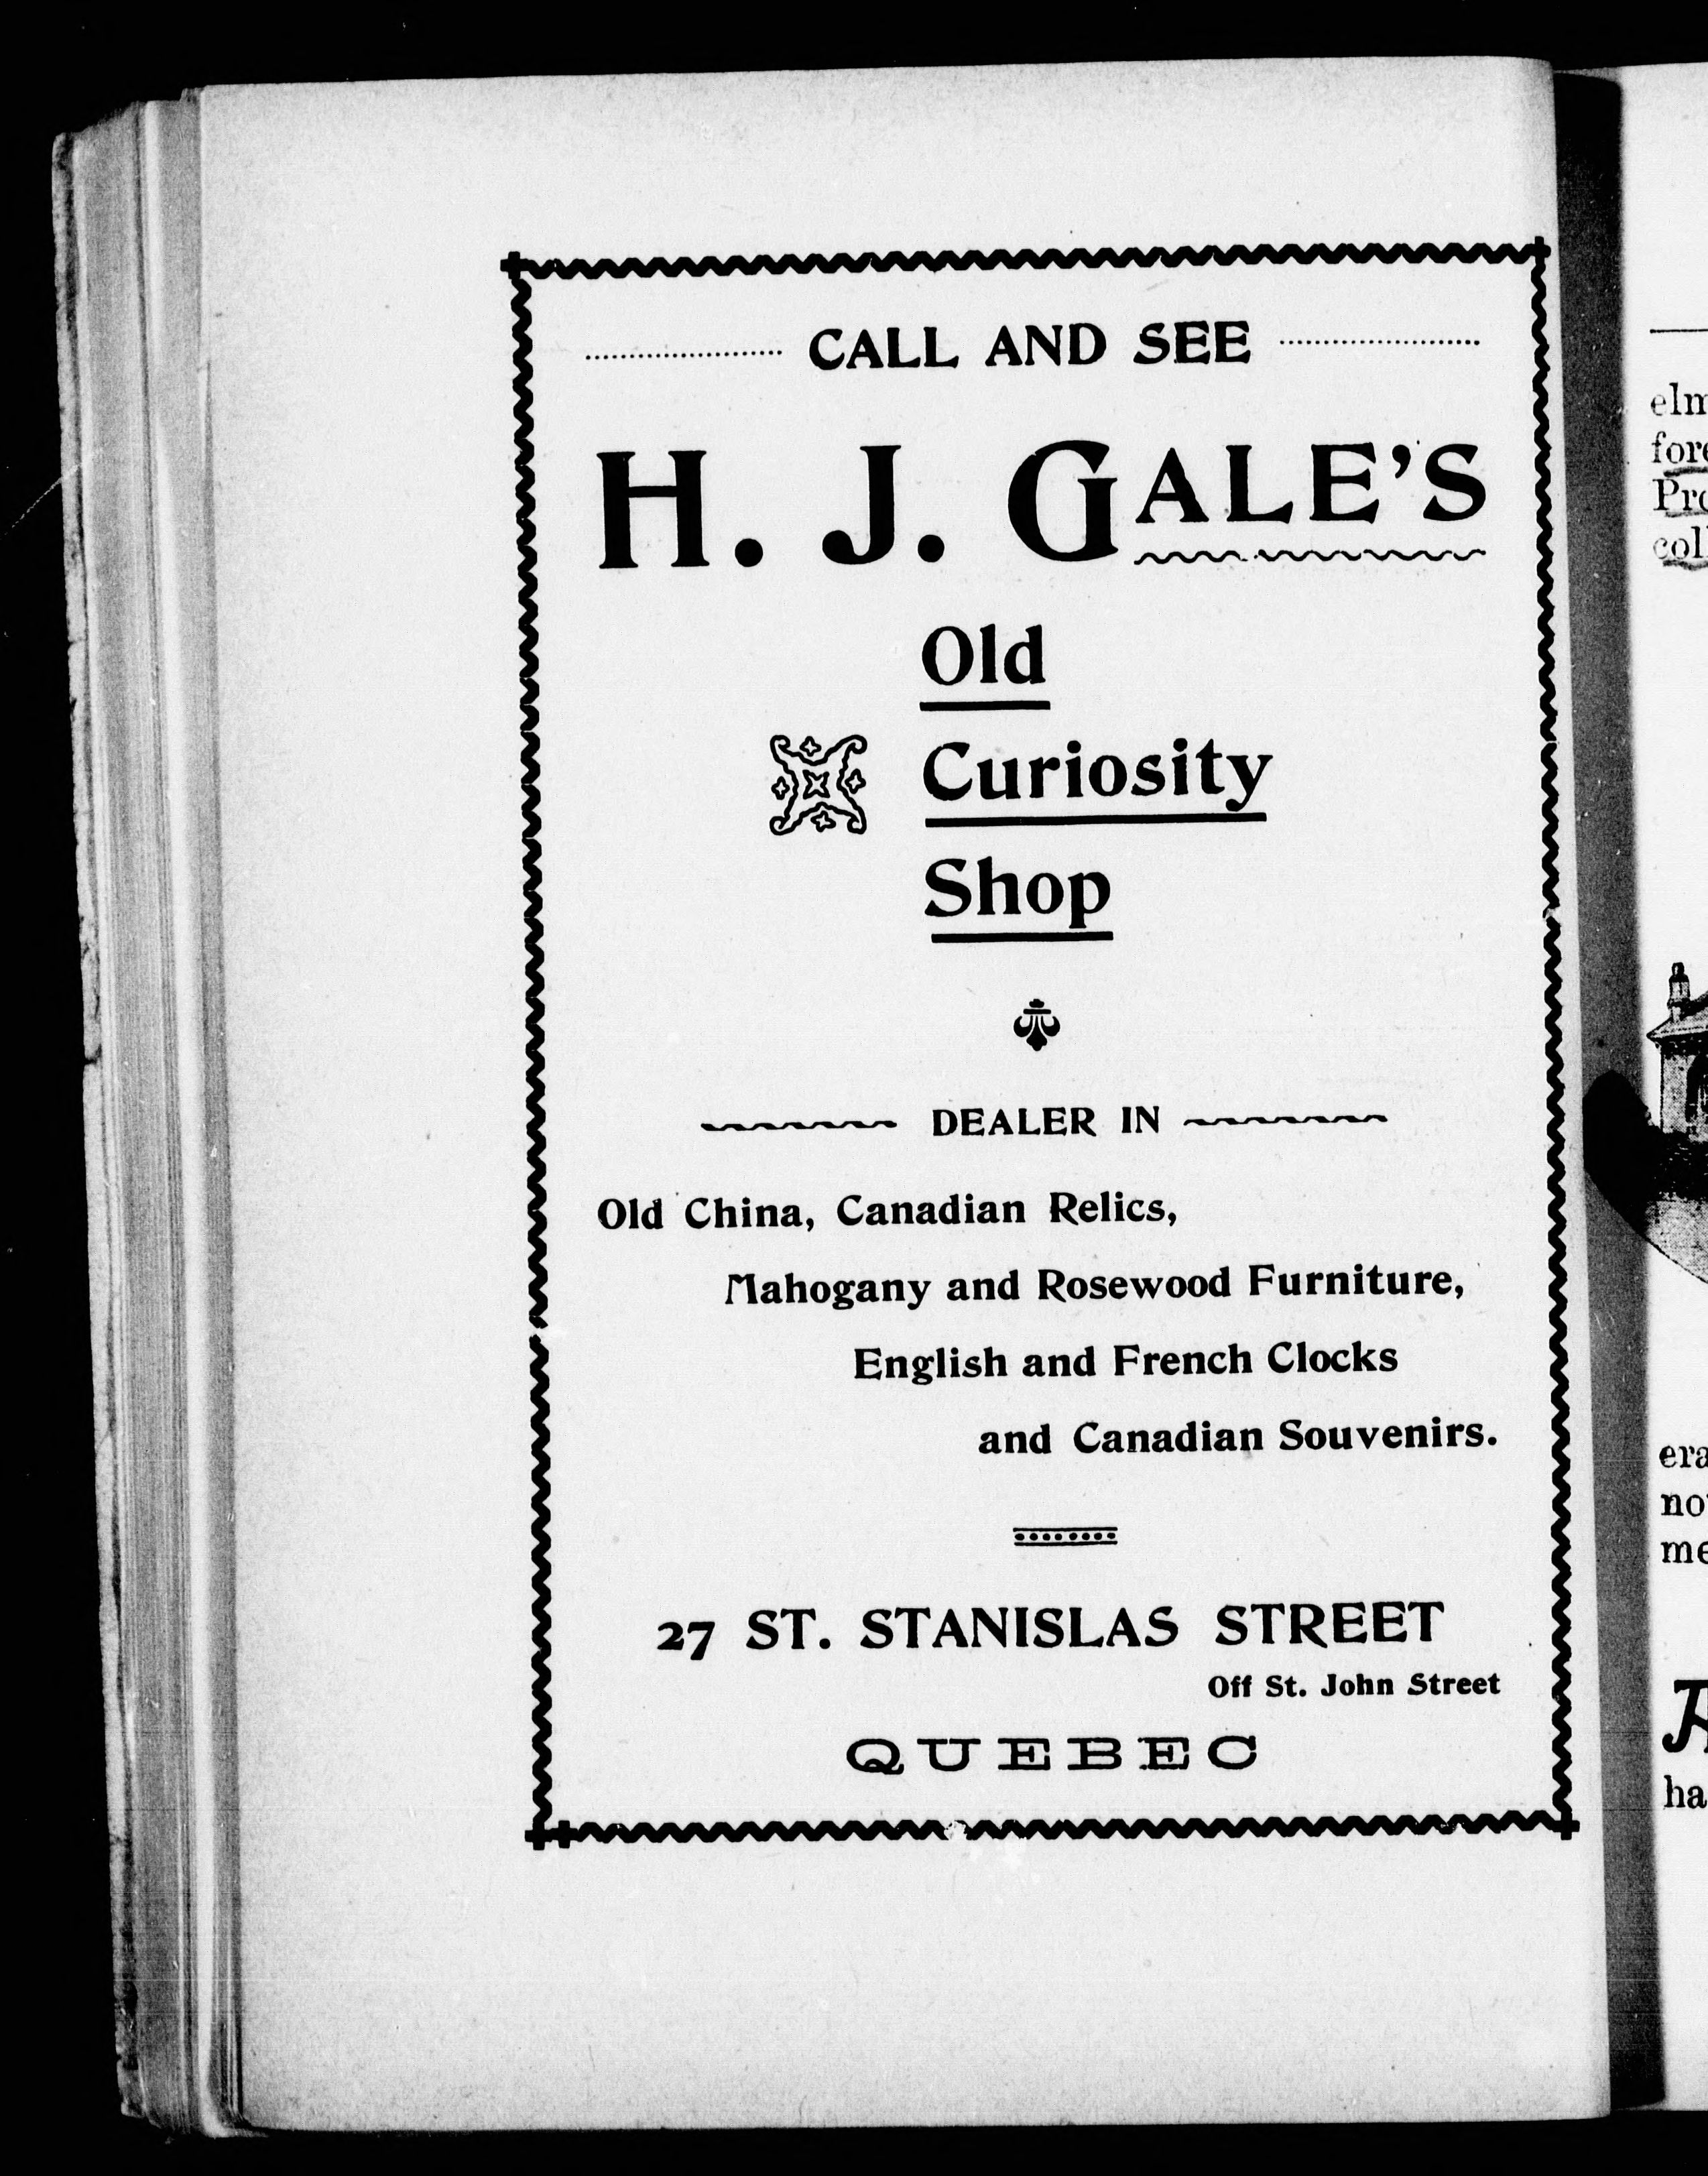 CALL AND SEE
H. J. GALE'S
Old
Curiosity
Shop
DEALER IN
Old China, Canadian Relics,
Mahogany and Rosewood Furniture,
English and French Clocks
and Canadian Souvenirs.
27 ST. STANISLAS STREET
Off St. John Street
QUEBEC